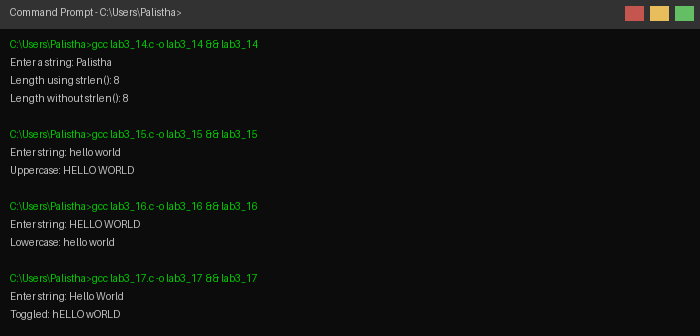 Command Prompt - C:\Users\Palistha>
C:\Users\Palistha>gcc lab3_14.c -o lab3_14 && lab3_14
Enter a string: Palistha
Length using strlen(): 8
Length without strlen(): 8
C:\Users\Palistha>gcc lab3_15.c -o lab3_15 && lab3_15
Enter string: hello world
Uppercase: HELLO WORLD
C:\Users\Palistha>gcc lab3_16.c -o lab3_16 && lab3_16
Enter string: HELLO WORLD
Lowercase: hello world
C:\Users\Palistha>gcc lab3_17.c -o lab3_17 && lab3_17
Enter string: Hello World
Toggled: hELLO wORLD